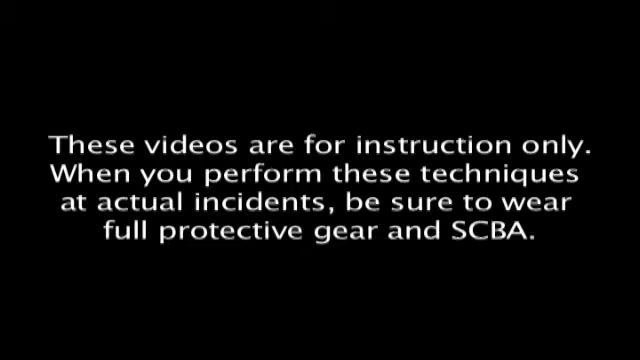 These videos are for instruction only.
When you perform these techniques
at actual incidents, be sure to wear
full protective gear and SCBA.